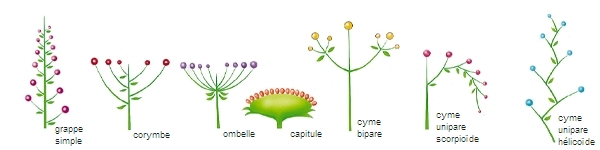 grappe
simple
corymbe
ombelle
capitule
cyme
bipare
cyme
unipare
scorpioïde
cyme
unipare
hélicoïde